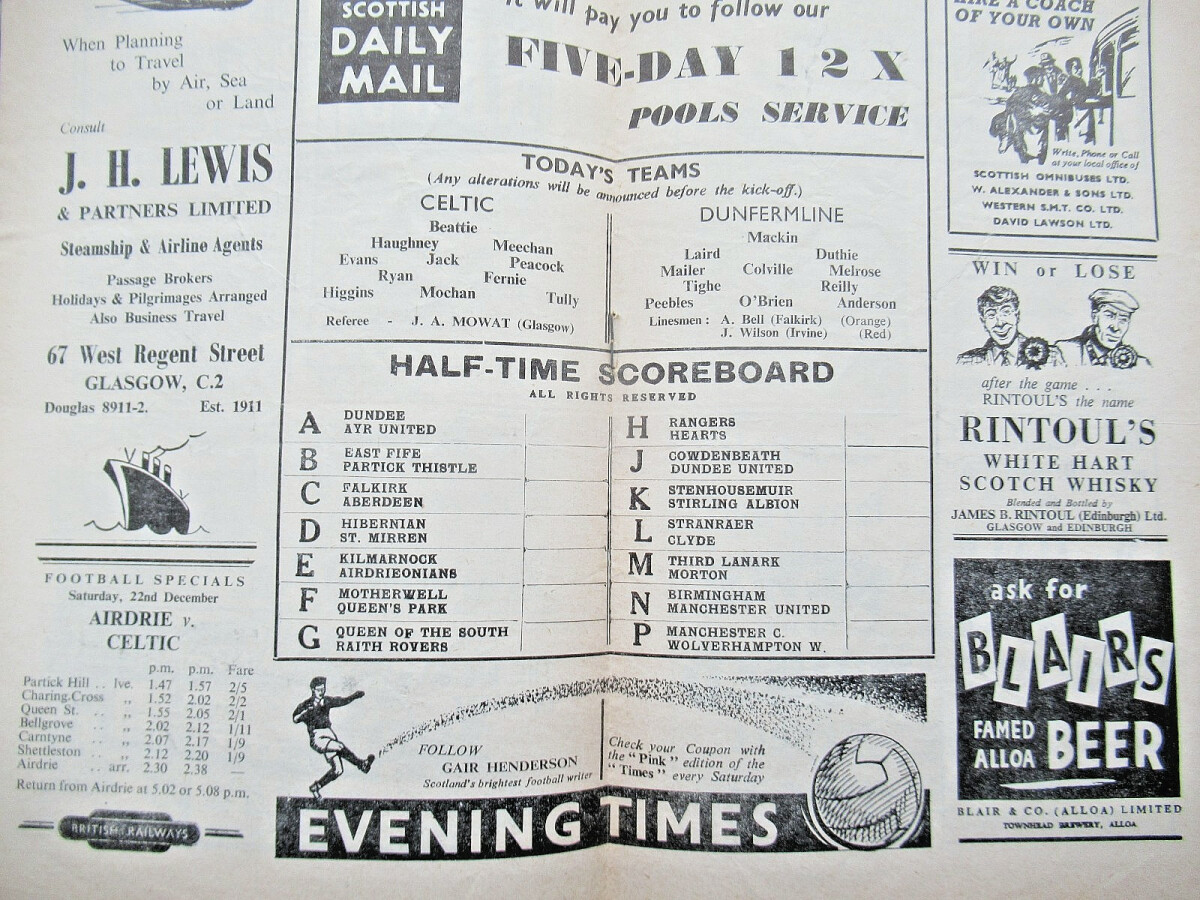 When Planning
to Travel
by Air, Sea
or Land
Consult
J. H. LEWIS
& PARTNERS LIMITED
Steamship & Airline Agents
Passage Brokers
Holidays & Pilgrimages Arranged
Also Business Travel
67 West Regent Street
GLASGOW, C.2
Douglas 8911-2. Est. 1911
FOOTBALL SPECIALS
Saturday, 22nd December
AIRDRIE v.
CELTIC
p.m. p.m. Fare
Partick Hill .. lve. 1.47 1.57 2/5
Charing Cross „ 1.52 2.02 2/2
Queen St. .. „ 1.55 2.05 2/1
Bellgrove .. „ 2.02 2.12 1/11
Carntyne .. „ 2.07 2.17 1/9
Shettleston .. „ 2.12 2.20 1/9
Airdrie .. arr. 2.30 2.38 —
Return from Airdrie at 5.02 or 5.08 p.m.
BRITISH RAILWAYS
SCOTTISH
DAILY
MAIL
It will pay you to follow our
FIVE-DAY 1 2 X
POOLS SERVICE
TODAY'S TEAMS
(Any alterations will be announced before the kick-off.)
CELTIC
Beattie
Haughney Meechan
Evans Jack Peacock
Ryan Fernie
Higgins Mochan Tully
Referee - J. A. MOWAT (Glasgow)
DUNFERMLINE
Mackin
Laird Duthie
Mailer Colville Melrose
Tighe Reilly
Peebles O'Brien Anderson
Linesmen : A. Bell (Falkirk) (Orange)
J. Wilson (Irvine) (Red)
HALF-TIME SCOREBOARD
ALL RIGHTS RESERVED
A DUNDEE
AYR UNITED
B EAST FIFE
PARTICK THISTLE
C FALKIRK
ABERDEEN
D HIBERNIAN
ST. MIRREN
E KILMARNOCK
AIRDRIEONIANS
F MOTHERWELL
QUEEN'S PARK
G QUEEN OF THE SOUTH
RAITH ROVERS
H RANGERS
HEARTS
J COWDENBEATH
DUNDEE UNITED
K STENHOUSEMUIR
STIRLING ALBION
L STRANRAER
CLYDE
M THIRD LANARK
MORTON
N BIRMINGHAM
MANCHESTER UNITED
P MANCHESTER C.
WOLVERHAMPTON W.
FOLLOW
GAIR HENDERSON
Scotland's brightest football writer
Check your Coupon with
the "Pink" edition of the
"Times" every Saturday
EVENING TIMES
HIRE A COACH
OF YOUR OWN
Write, Phone or Call
at your local office of
SCOTTISH OMNIBUSES LTD.
W. ALEXANDER & SONS LTD.
WESTERN S.M.T. CO. LTD.
DAVID LAWSON LTD.
WIN or LOSE
after the game . . .
RINTOUL'S the name
RINTOUL'S
WHITE HART
SCOTCH WHISKY
Blended and Bottled by
JAMES B. RINTOUL (Edinburgh) Ltd.
GLASGOW and EDINBURGH
ask for
BLAIRS
FAMED
ALLOA BEER
BLAIR & CO. (ALLOA) LIMITED
TOWNHEAD BREWERY, ALLOA